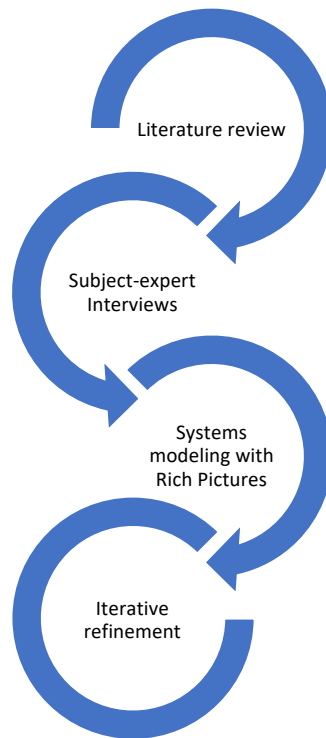 Literature review
Subject-expert
Interviews
Systems
modeling with
Rich Pictures
Iterative
refinement